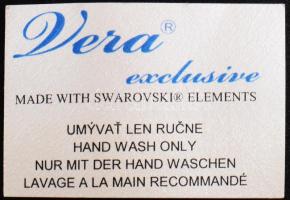 Vera®
exclusive
MADE WITH SWAROVSKI® ELEMENTS
UMÝVAŤ LEN RUČNE
HAND WASH ONLY
NUR MIT DER HAND WASCHEN
LAVAGE A LA MAIN RECOMMANDÉ